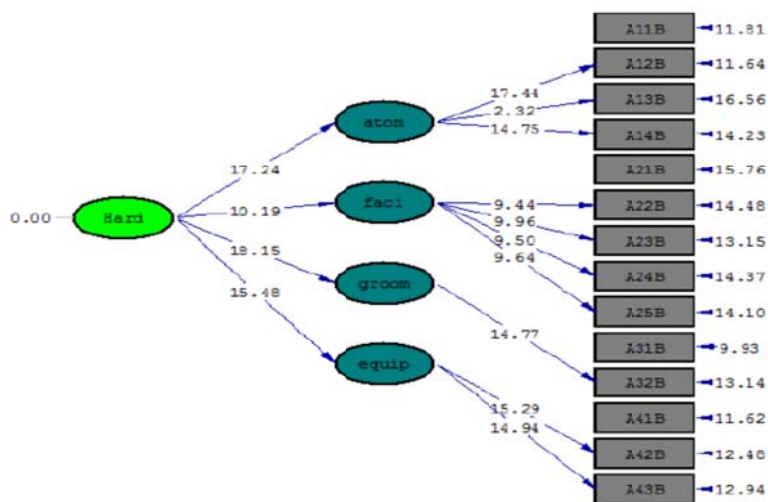 A11B 11.81
A12B 11.64
17.44
A13B 16.56
2.32
atom
14.75
A14B 14.23
17.24
A21B 15.76
Hard
0.00
10.19
faci
9.44
A22B 14.48
9.96
A23B 13.15
9.50
A24B 14.37
9.64
18.15
groom
A25B 14.10
15.48
14.77
A31B 9.93
equip
A32B 13.14
15.29
A41B 11.62
14.94
A42B 12.48
A43B 12.94